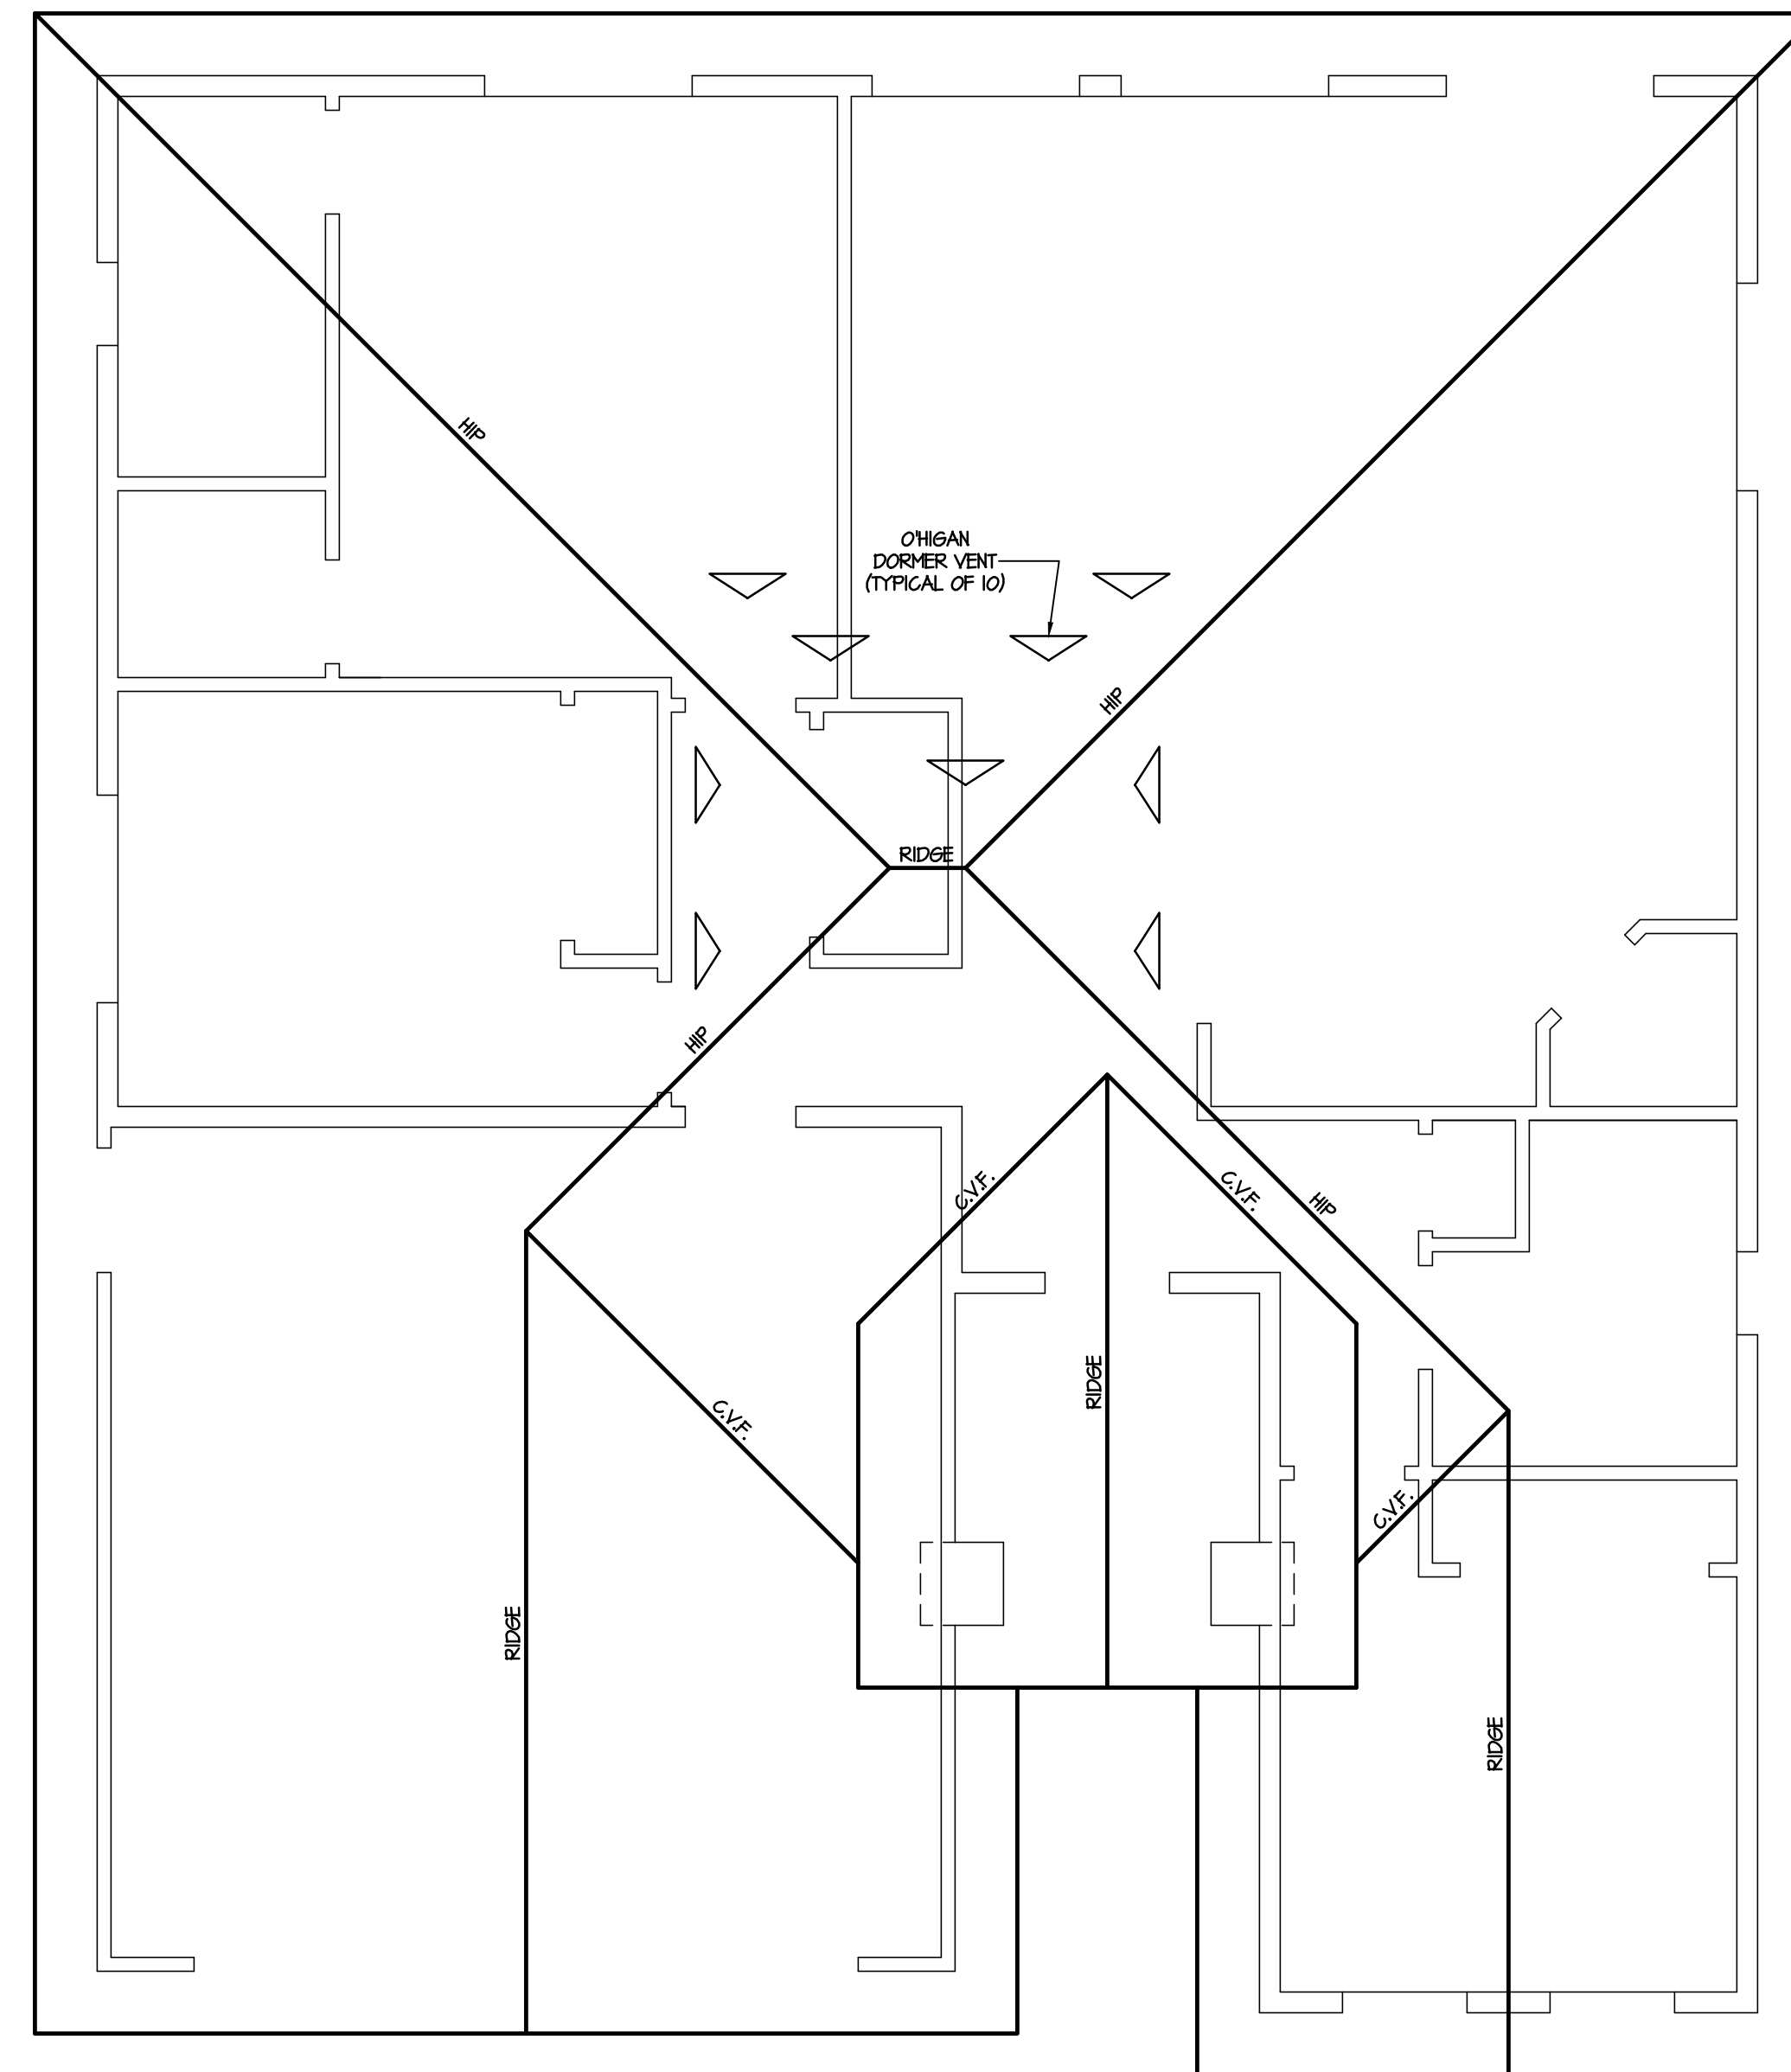 HIP
O'HIGAN
DORMER VENT
(TYPICAL OF 10)
HIP
RIDGE
HIP
C.V.F.
C.V.F.
HIP
RIDGE
C.V.F.
C.V.F.
RIDGE
RIDGE